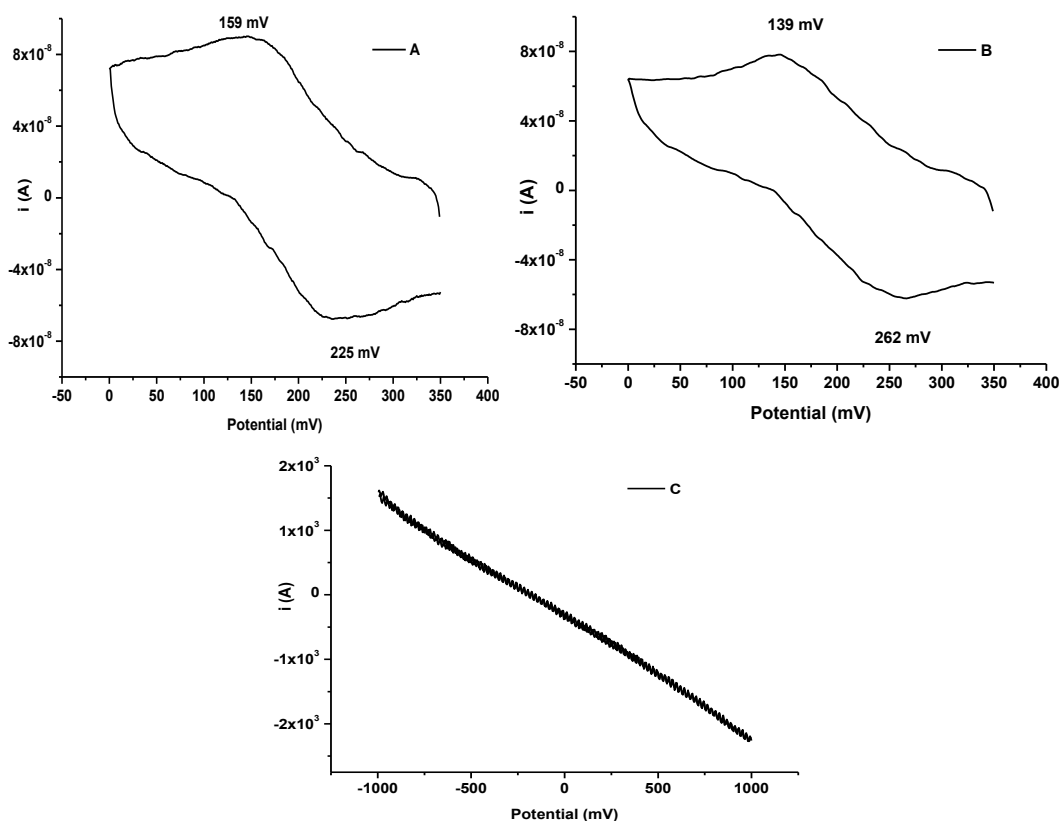 159 mV
A
8x10⁻⁸
4x10⁻⁸
0
-4x10⁻⁸
-8x10⁻⁸
i (A)
225 mV
-50 0 50 100 150 200 250 300 350 400
Potential (mV)
139 mV
B
8x10⁻⁸
4x10⁻⁸
0
-4x10⁻⁸
-8x10⁻⁸
i (A)
262 mV
-50 0 50 100 150 200 250 300 350 400
Potential (mV)
2x10³
C
1x10³
0
-1x10³
-2x10³
i (A)
-1000 -500 0 500 1000
Potential (mV)